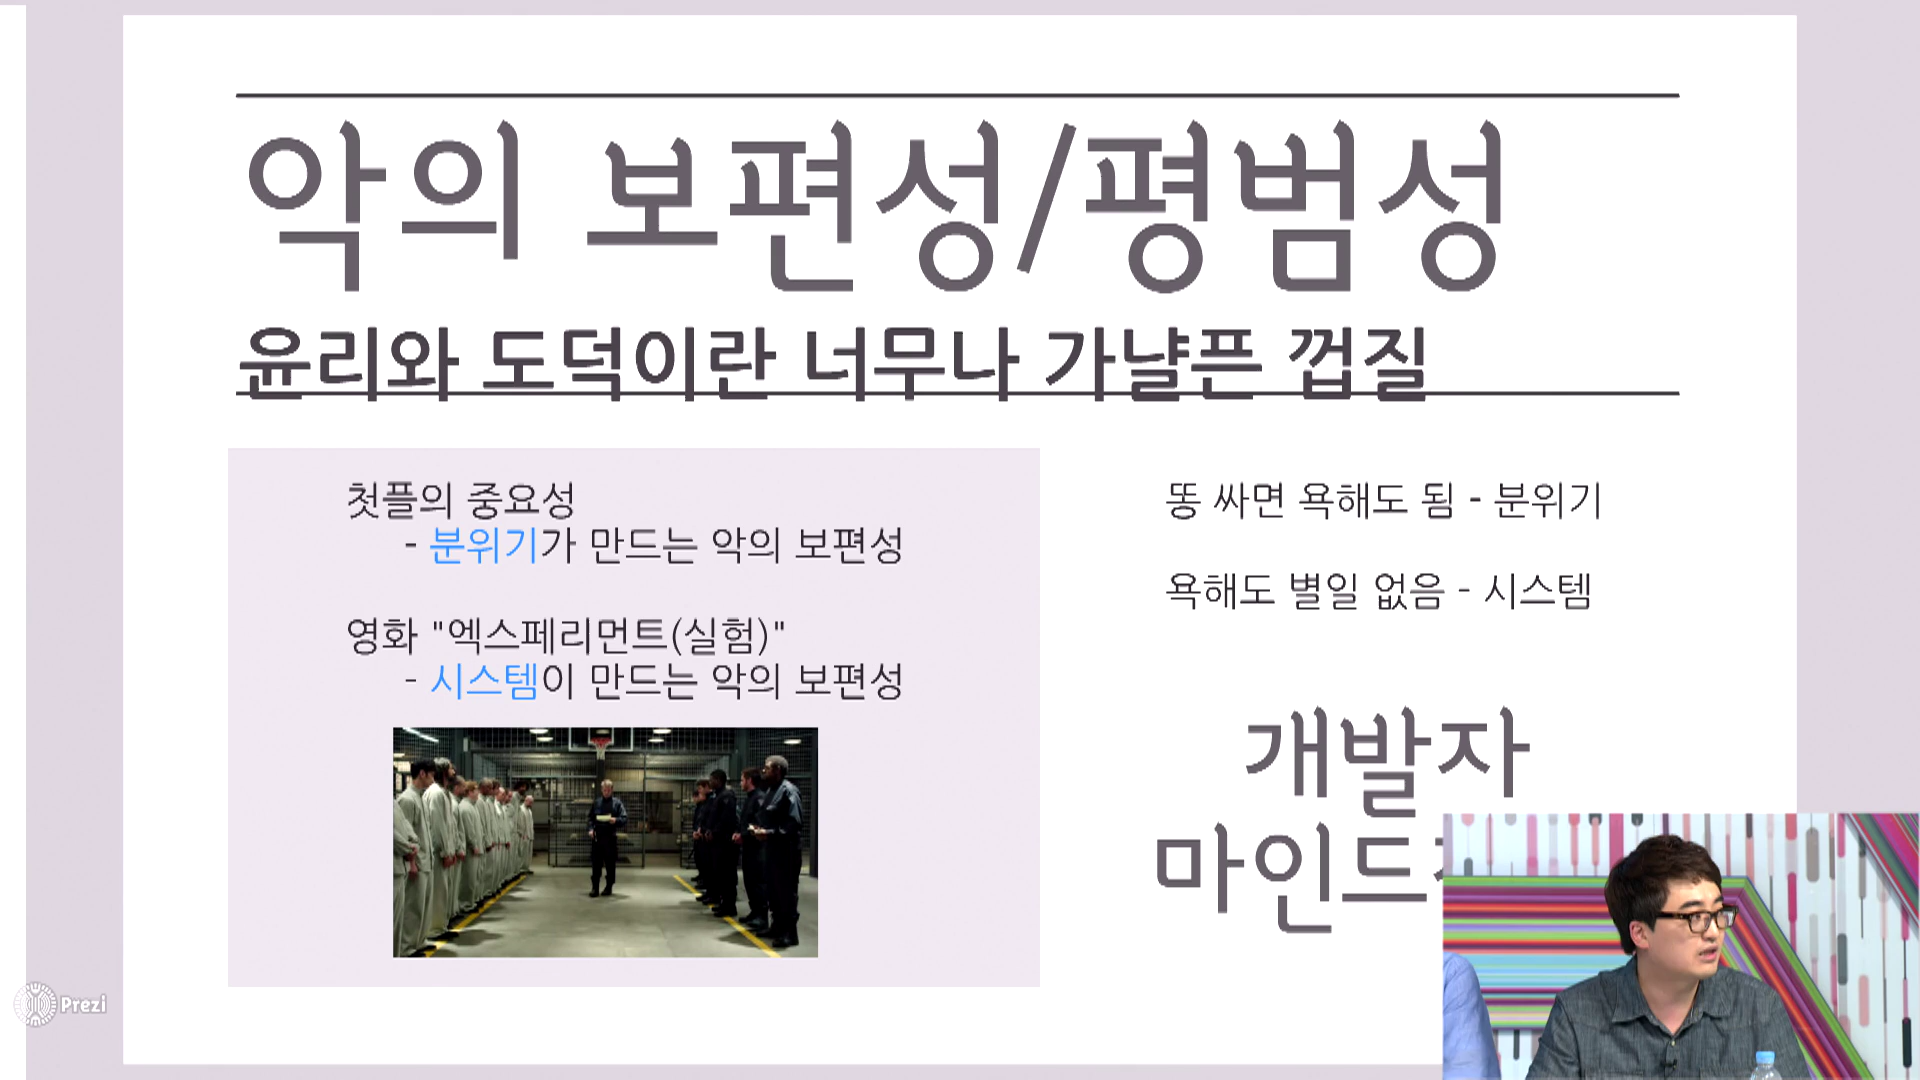 악의 보편성/평범성
윤리와 도덕이란 너무나 가냘픈 껍질
첫플의 중요성
- 분위기가 만드는 악의 보편성
영화 "엑스페리먼트(실험)"
- 시스템이 만드는 악의 보편성
똥 싸면 욕해도 됨 - 분위기
욕해도 별일 없음 - 시스템
개발자
마인드
Prezi